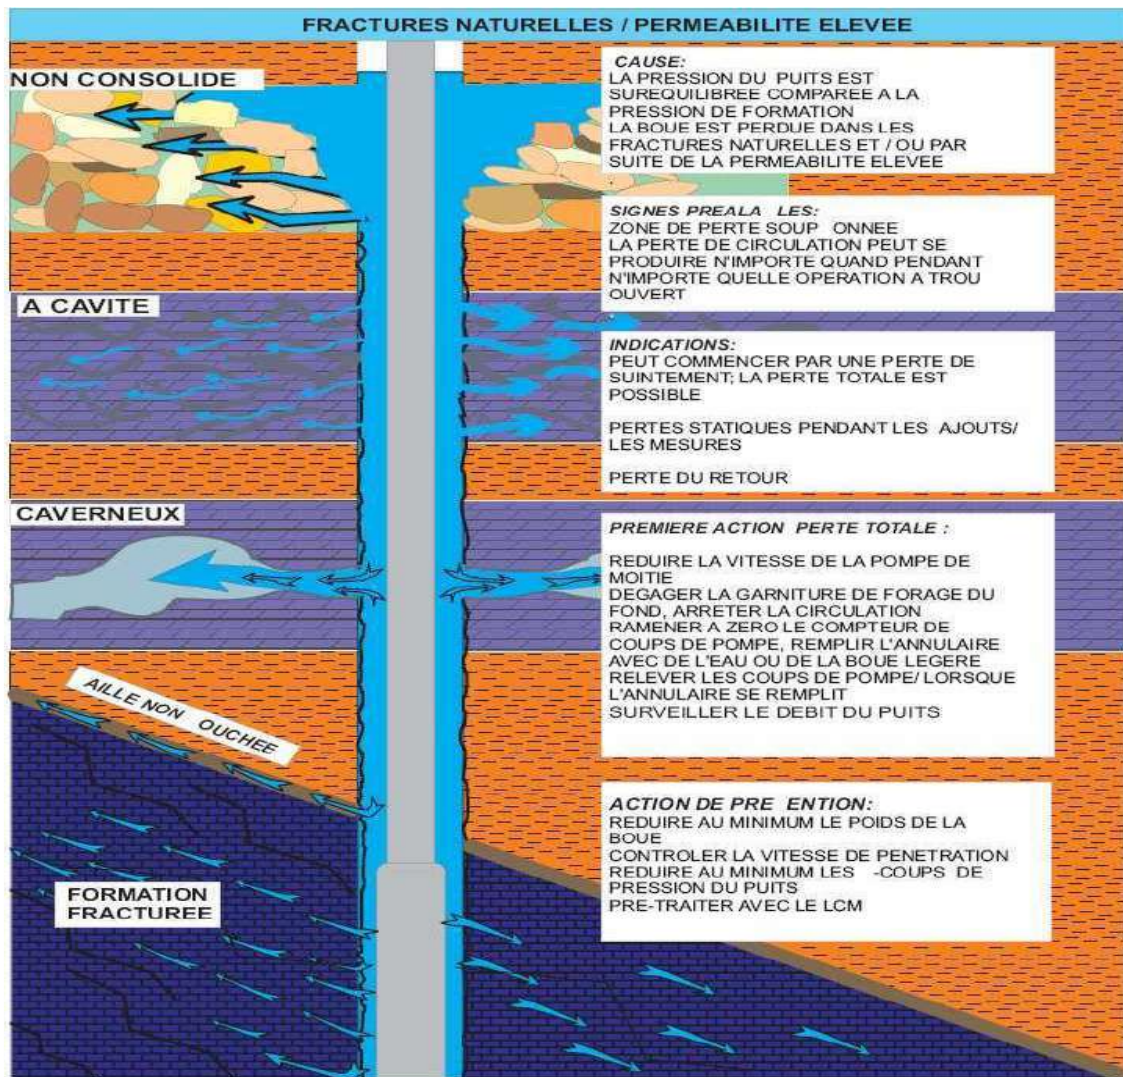 FRACTURES NATURELLES / PERMEABILITE ELEVEE
NON CONSOLIDE
A CAVITE
CAVERNEUX
AILLE NON OUCHEE
FORMATION
FRACTUREE
CAUSE:
LA PRESSION DU PUITS EST
SUREQUILIBREE COMPAREE A LA
PRESSION DE FORMATION
LA BOUE EST PERDUE DANS LES
FRACTURES NATURELLES ET / OU PAR
SUITE DE LA PERMEABILITE ELEVEE
SIGNES PREALA LES:
ZONE DE PERTE SOUP ONNEE
LA PERTE DE CIRCULATION PEUT SE
PRODUIRE N'IMPORTE QUAND PENDANT
N'IMPORTE QUELLE OPERATION A TROU
OUVERT
INDICATIONS:
PEUT COMMENCER PAR UNE PERTE DE
SUINTEMENT; LA PERTE TOTALE EST
POSSIBLE
PERTES STATIQUES PENDANT LES AJOUTS/
LES MESURES
PERTE DU RETOUR
PREMIERE ACTION PERTE TOTALE :
REDUIRE LA VITESSE DE LA POMPE DE
MOITIE
DEGAGER LA GARNITURE DE FORAGE DU
FOND, ARRETER LA CIRCULATION
RAMENER A ZERO LE COMPTEUR DE
COUPS DE POMPE, REMPLIR L'ANNULAIRE
AVEC DE L'EAU OU DE LA BOUE LEGERE
RELEVER LES COUPS DE POMPE/ LORSQUE
L'ANNULAIRE SE REMPLIT
SURVEILLER LE DEBIT DU PUITS
ACTION DE PRE ENTION:
REDUIRE AU MINIMUM LE POIDS DE LA
BOUE
CONTROLER LA VITESSE DE PENETRATION
REDUIRE AU MINIMUM LES -COUPS DE
PRESSION DU PUITS
PRE-TRAITER AVEC LE LCM